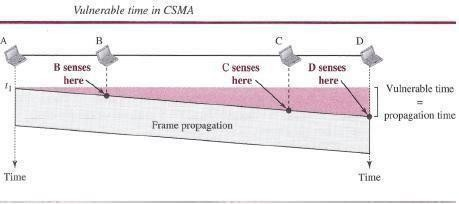 Vulnerable time in CSMA
A B C D
B senses here
C senses here
D senses here
t1
Vulnerable time
=
propagation time
Frame propagation
Time Time